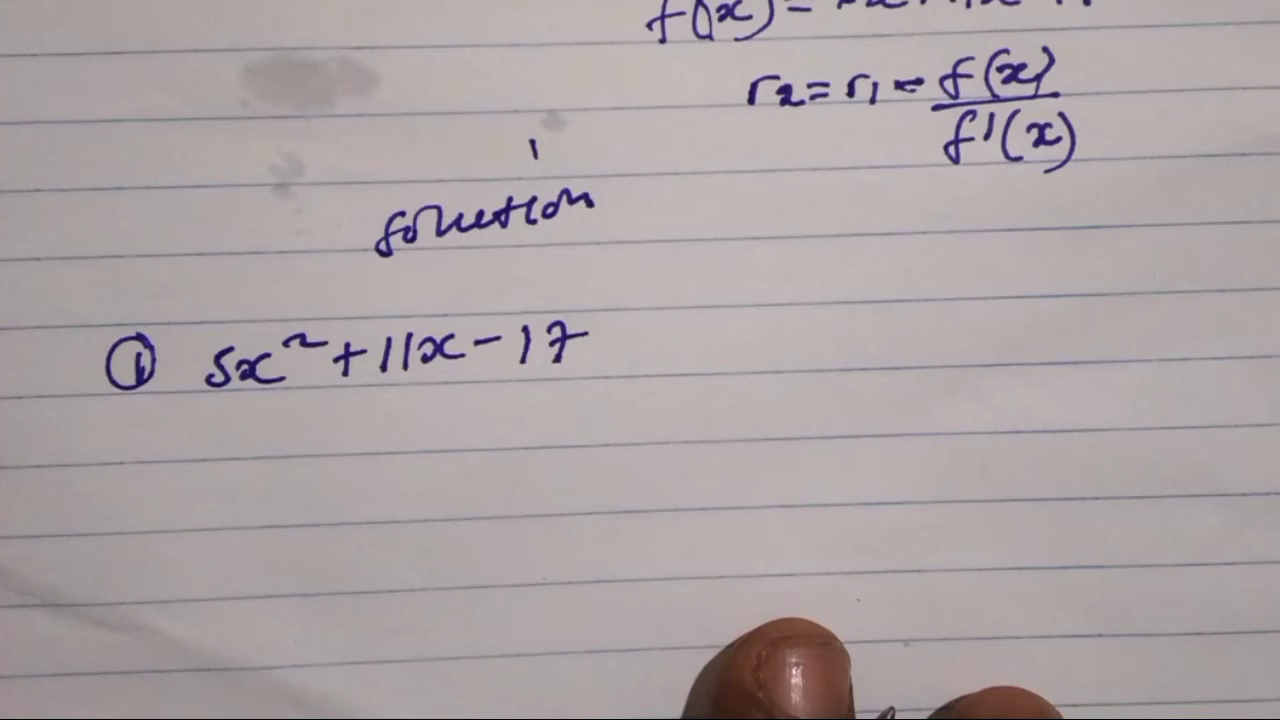 f(x) =
r2 = r1 - f(x)
f'(x)
solution
① 5x² + 11x - 17